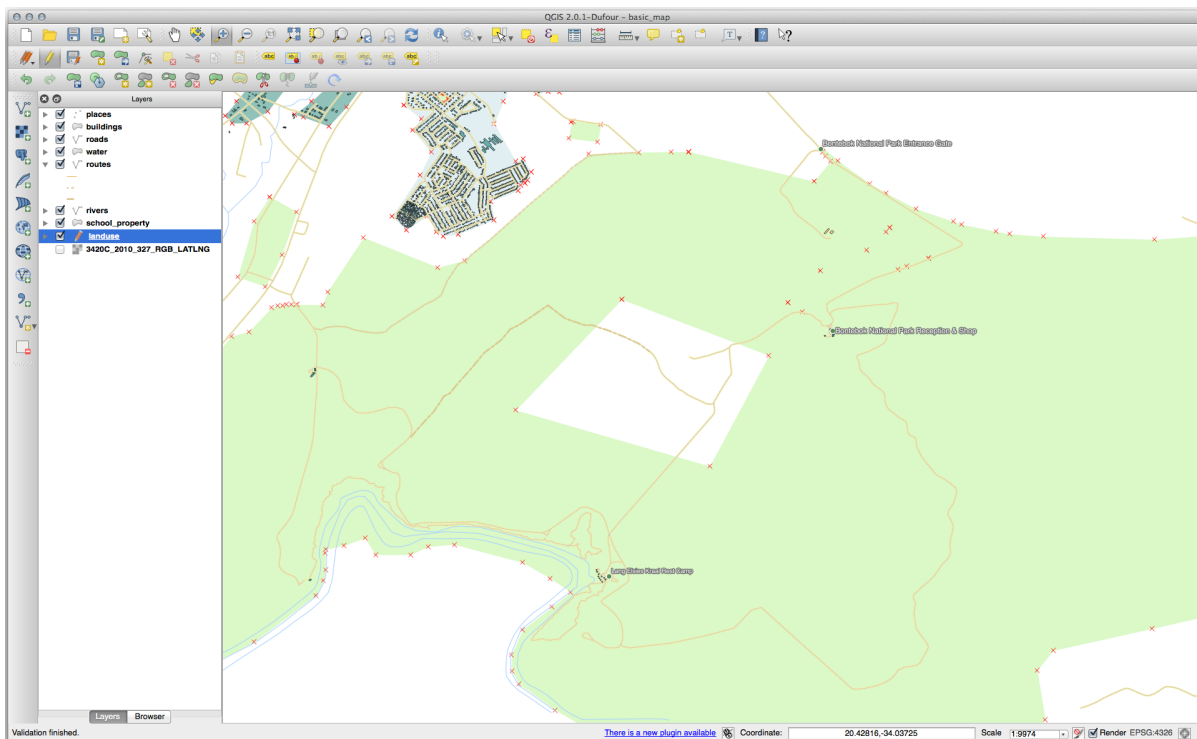 QGIS 2.0.1-Dufour - basic_map
Layers
places
buildings
roads
water
routes
rivers
school_property
landuse
3420C_2010_327_RGB_LATLNG
Bontebok National Park Entrance Gate
Bontebok National Park Reception & Shop
Lang Elsies Kraal Rest Camp
Layers Browser
Validation finished. There is a new plugin available Coordinate: 20.42816,-34.03725 Scale 1:9974 Render EPSG:4326